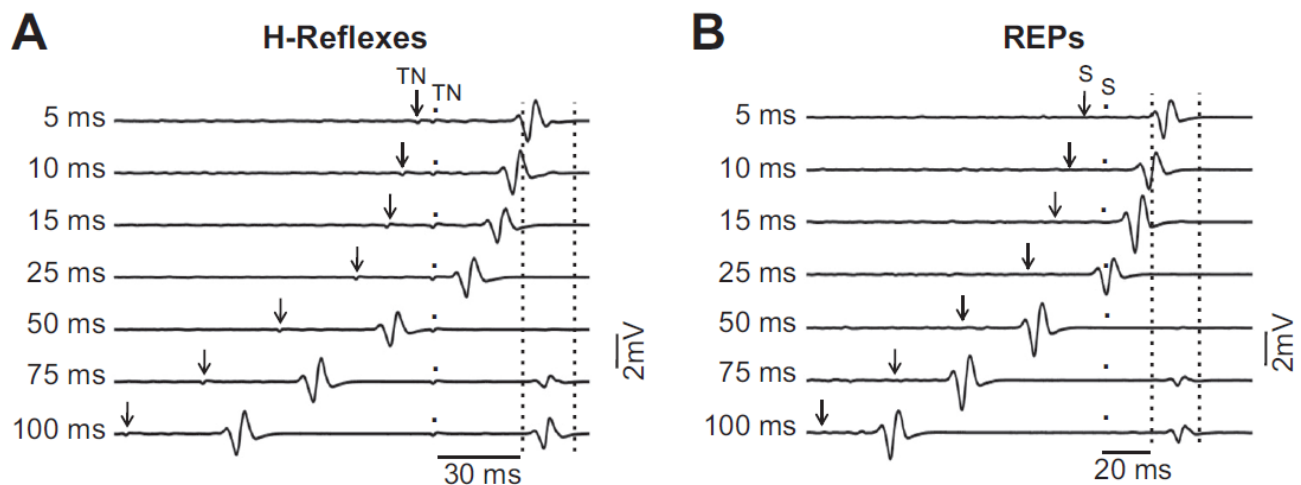 A
H-Reflexes
TN
TN
5 ms
10 ms
15 ms
25 ms
50 ms
75 ms
100 ms
2mV
30 ms
B
REPs
S
S
5 ms
10 ms
15 ms
25 ms
50 ms
75 ms
100 ms
2mV
20 ms